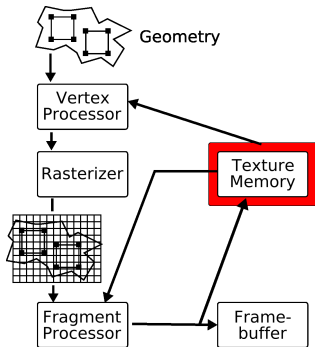 Geometry
Vertex
Processor
Rasterizer
Texture
Memory
Fragment
Processor
Frame-
buffer